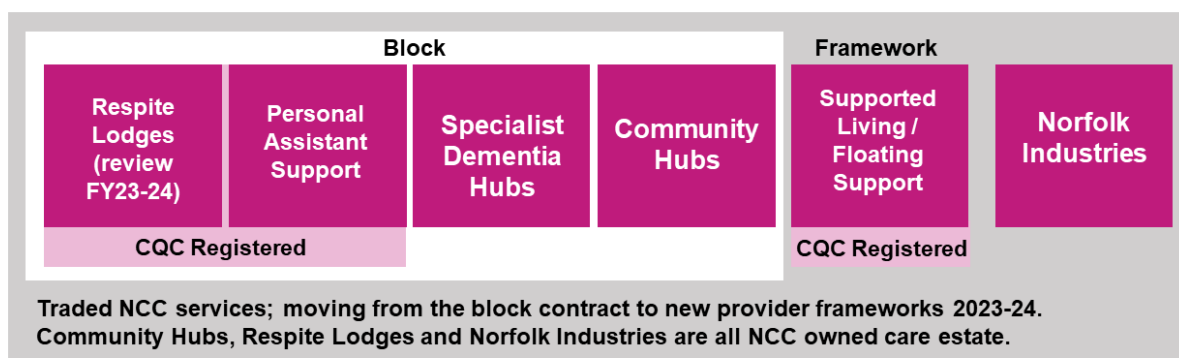 Block
Framework
Respite
Lodges
(review
FY23-24)
Personal
Assistant
Support
Specialist
Dementia
Hubs
Community
Hubs
Supported
Living /
Floating
Support
Norfolk
Industries
CQC Registered
CQC Registered
Traded NCC services; moving from the block contract to new provider frameworks 2023-24.
Community Hubs, Respite Lodges and Norfolk Industries are all NCC owned care estate.